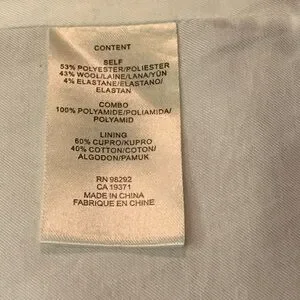 CONTENT
SELF
53% POLYESTER/POLIESTER
43% WOOL/LAINE/LANA/YÜN
4% ELASTANE/ELASTANO/
ELASTAN
COMBO
100% POLYAMIDE/POLIAMIDA/
POLYAMID
LINING
60% CUPRO/KUPRO
40% COTTON/COTON/
ALGODON/PAMUK
RN 98292
CA 19371
MADE IN CHINA
FABRIQUE EN CHINE